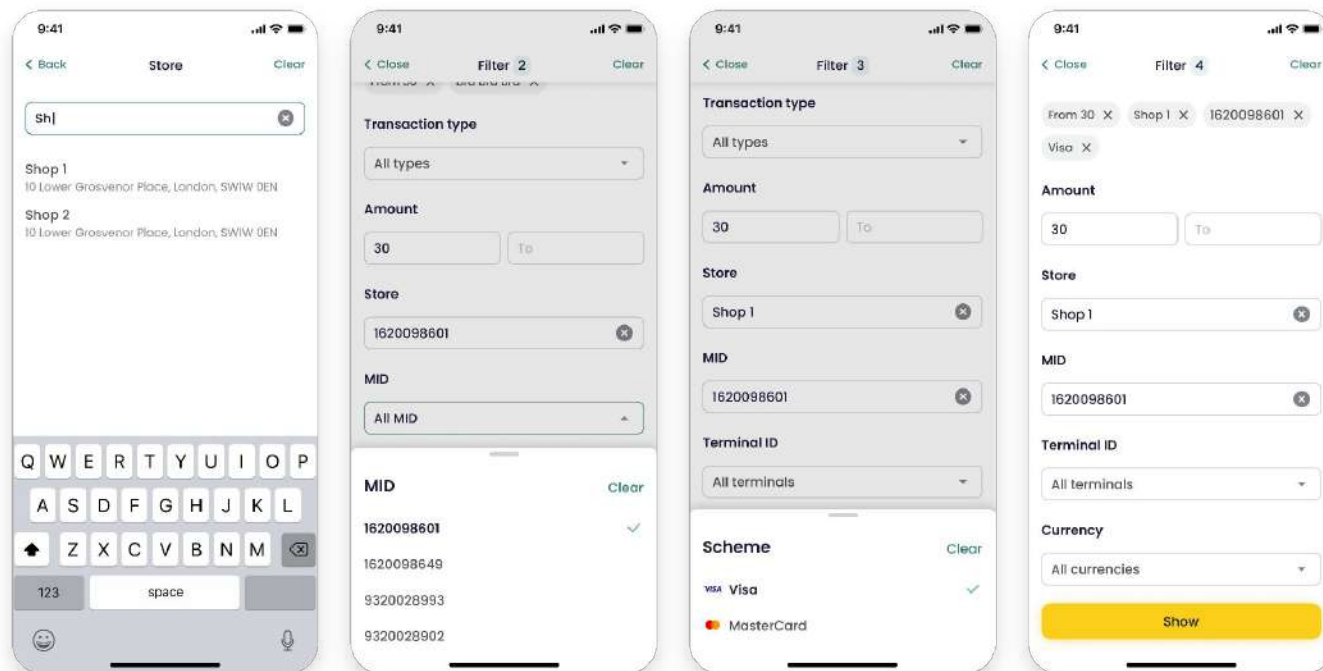 9:41
< Back Store Clear
Sh
Shop 1
10 Lower Grosvenor Place, London, SW1W 0EN
Shop 2
10 Lower Grosvenor Place, London, SW1W 0EN
Q W E R T Y U I O P
A S D F G H J K L
Z X C V B N M
123 space
9:41
< Close Filter 2 Clear
Transaction type
All types
Amount
30 To
Store
1620098601
MID
All MID
MID Clear
1620098601
1620098649
9320028993
9320028902
9:41
< Close Filter 3 Clear
Transaction type
All types
Amount
30 To
Store
Shop 1
MID
1620098601
Terminal ID
All terminals
Scheme Clear
VISA Visa
MasterCard
9:41
< Close Filter 4 Clear
From 30 X Shop 1 X 1620098601 X
Visa X
Amount
30 To
Store
Shop 1
MID
1620098601
Terminal ID
All terminals
Currency
All currencies
Show